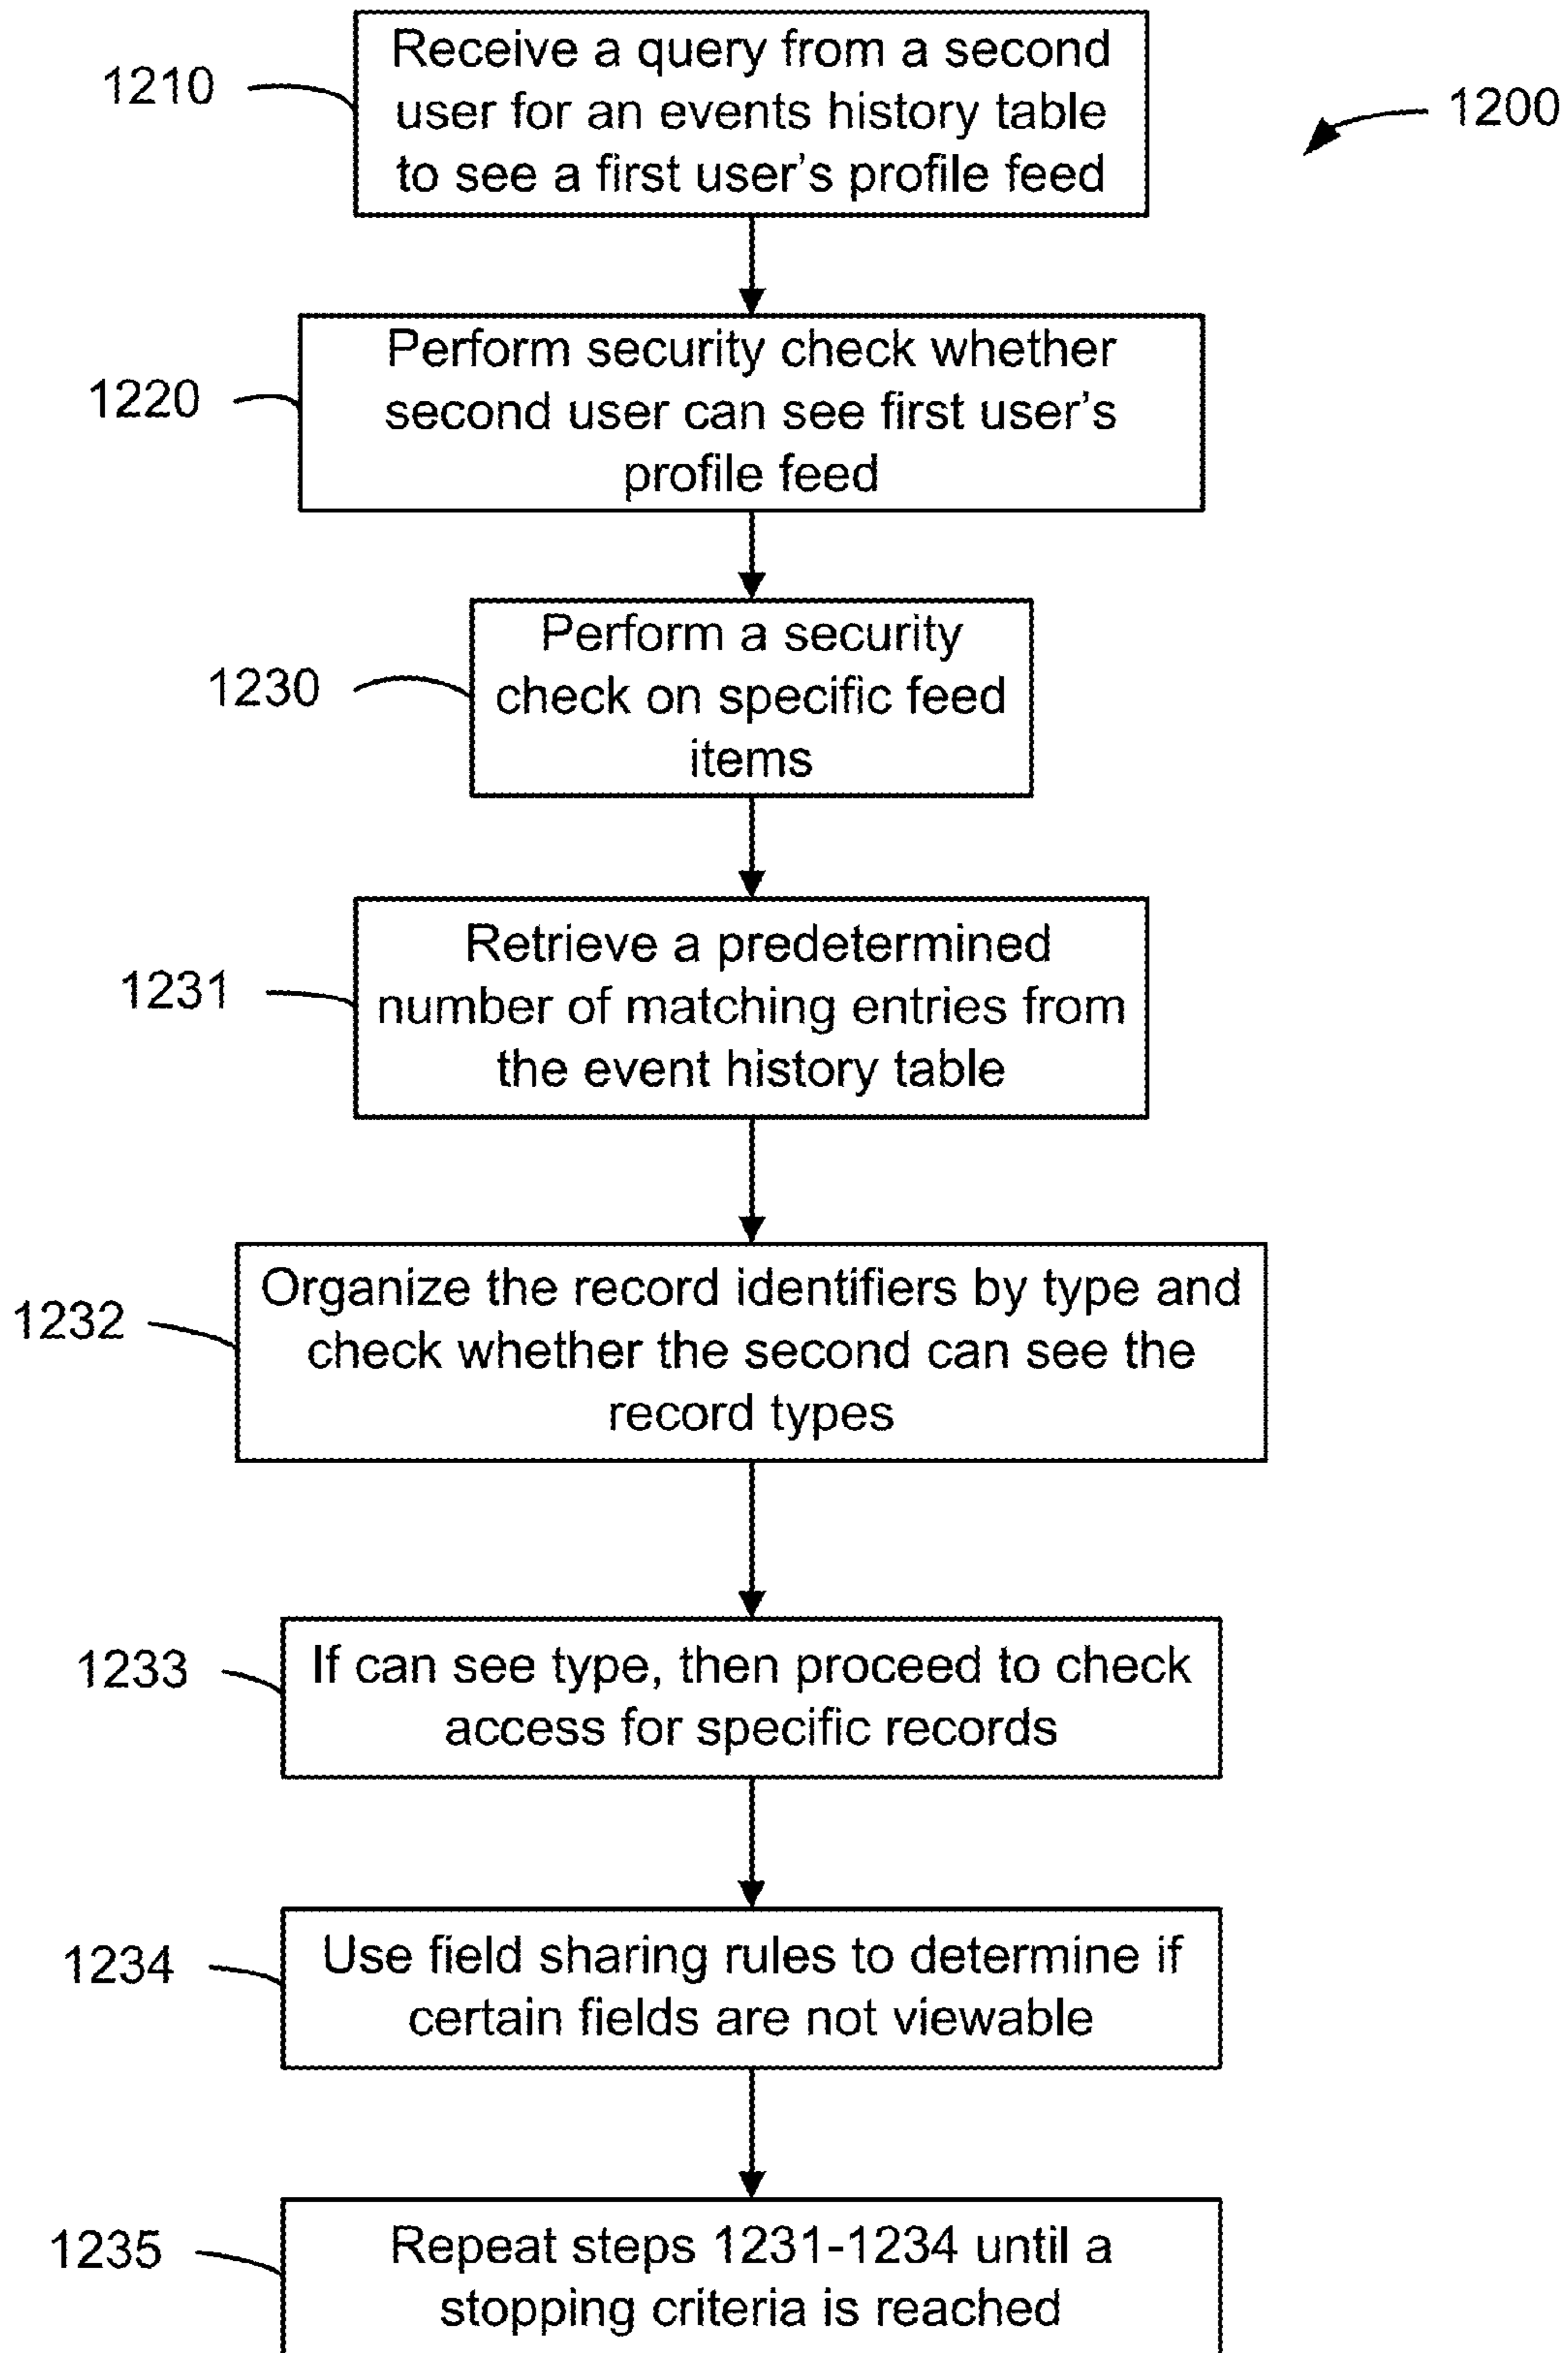 1210
Receive a query from a second
user for an events history table
to see a first user's profile feed
1200
1220
Perform security check whether
second user can see first user's
profile feed
1230
Perform a security
check on specific feed
items
1231
Retrieve a predetermined
number of matching entries from
the event history table
1232
Organize the record identifiers by type and
check whether the second can see the
record types
1233
If can see type, then proceed to check
access for specific records
1234
Use field sharing rules to determine if
certain fields are not viewable
1235
Repeat steps 1231-1234 until a
stopping criteria is reached